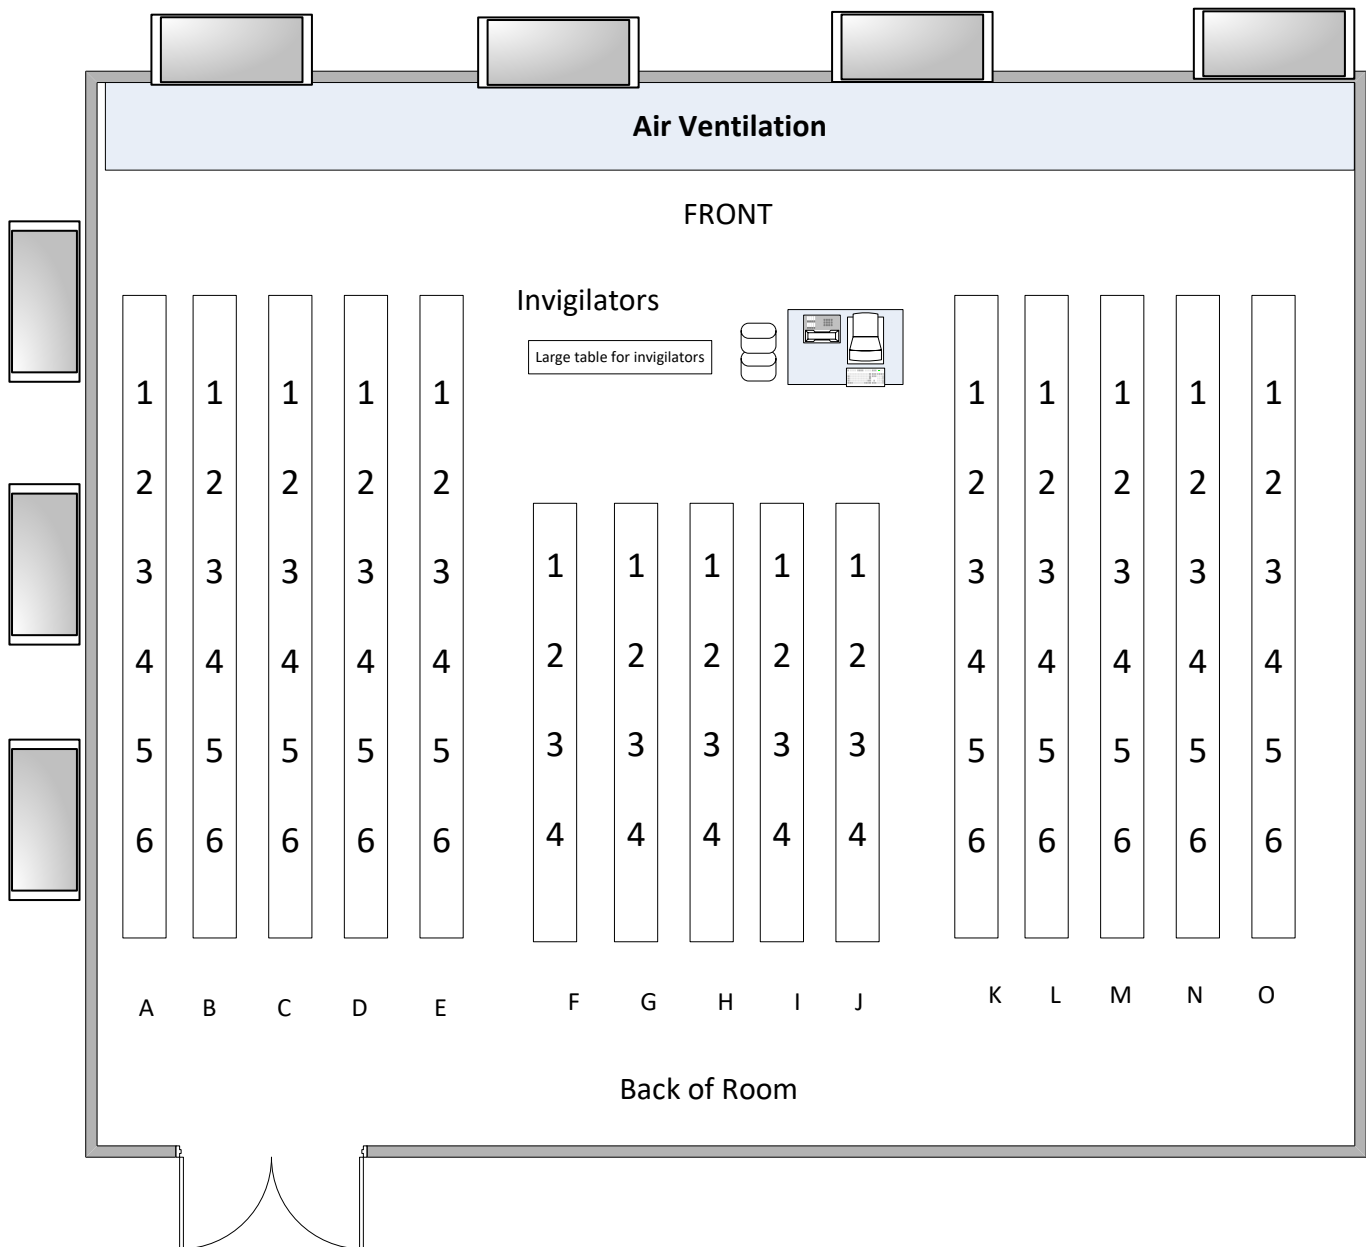 Air Ventilation
FRONT
Invigilators
Large table for invigilators
1 1 1 1 1 1 1 1 1 1
2 2 2 2 2 2 2 2 2 2
1 1 1 1 1
3 3 3 3 3 3 3 3 3 3
2 2 2 2 2
4 4 4 4 4 4 4 4 4 4
3 3 3 3 3
5 5 5 5 5 5 5 5 5 5
4 4 4 4 4
6 6 6 6 6 6 6 6 6 6
A B C D E F G H I J K L M N O
Back of Room